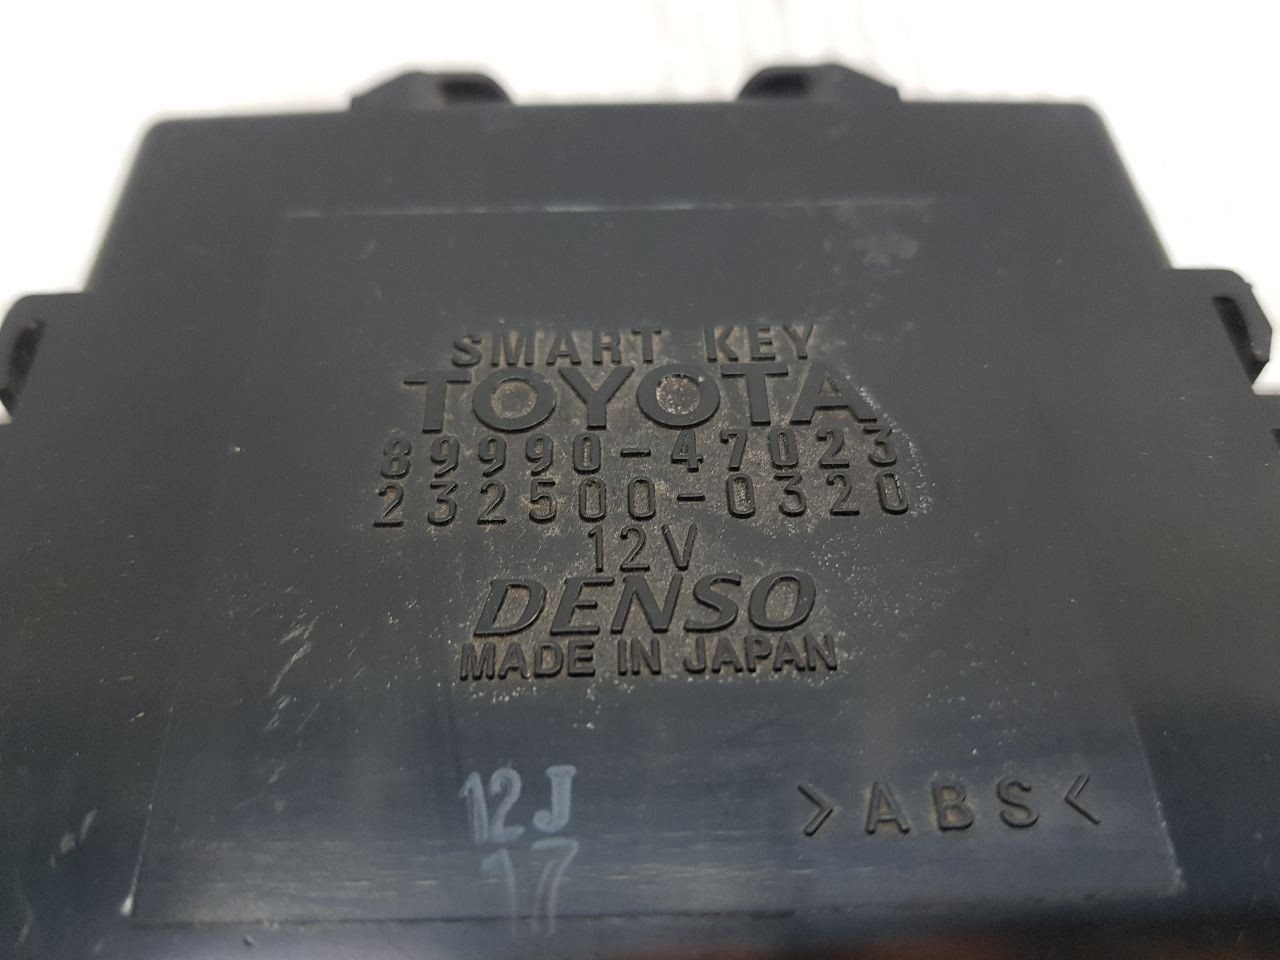 SMART KEY
TOYOTA
89990-47023
232500-0320
12V
DENSO
MADE IN JAPAN
12J
17
>ABS<